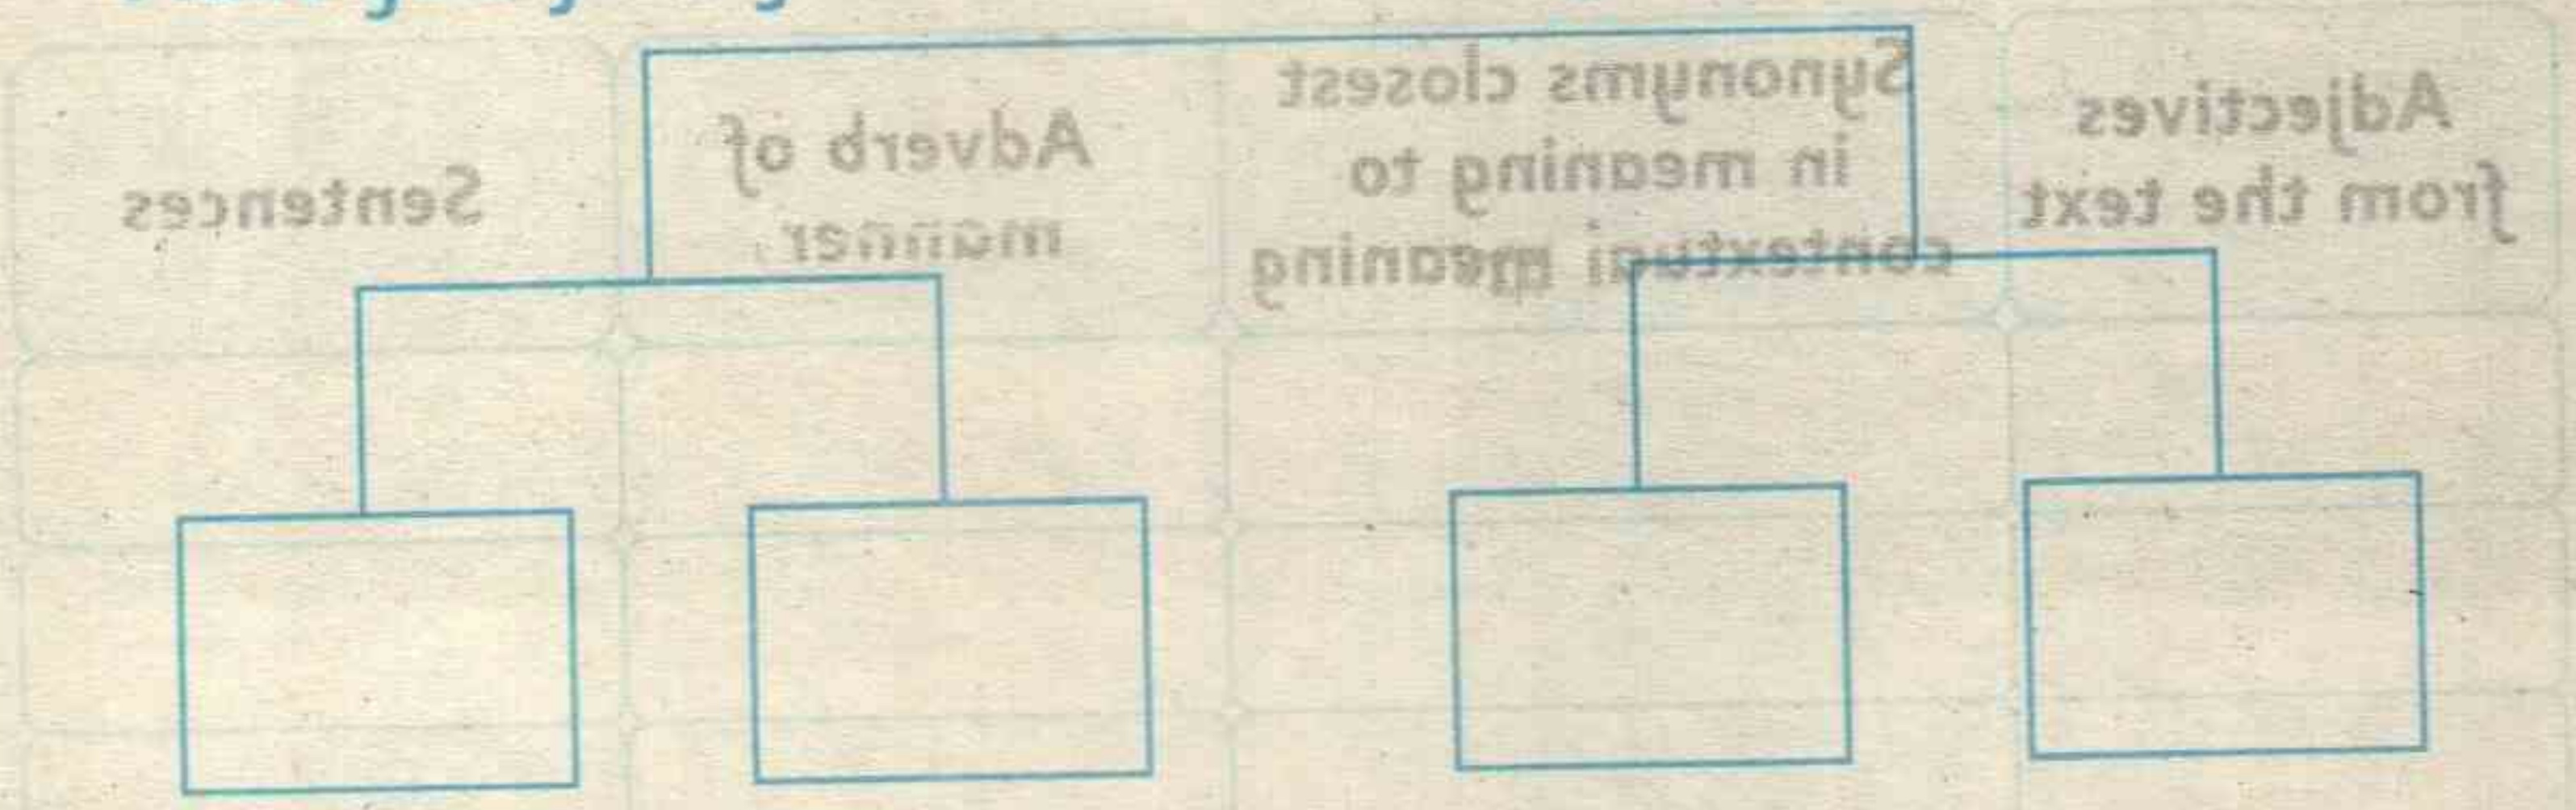 Adjectives
from the text
Synonyms closest
in meaning to
contextual meaning
Adverb of
manner
Sentences